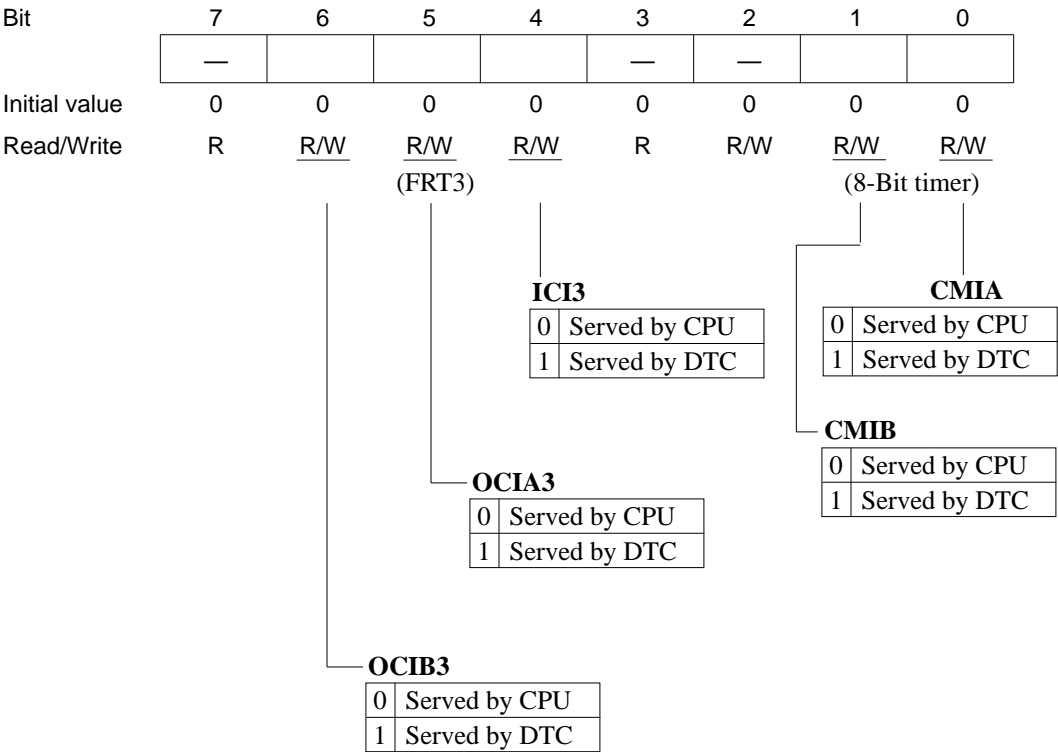 Bit 7 6 5 4 3 2 1 0
— — —
Initial value 0 0 0 0 0 0 0 0
Read/Write R R/W R/W R/W R R/W R/W R/W
(FRT3) (8-Bit timer)
ICI3
0 Served by CPU
1 Served by DTC
CMIA
0 Served by CPU
1 Served by DTC
CMIB
0 Served by CPU
1 Served by DTC
OCIA3
0 Served by CPU
1 Served by DTC
OCIB3
0 Served by CPU
1 Served by DTC